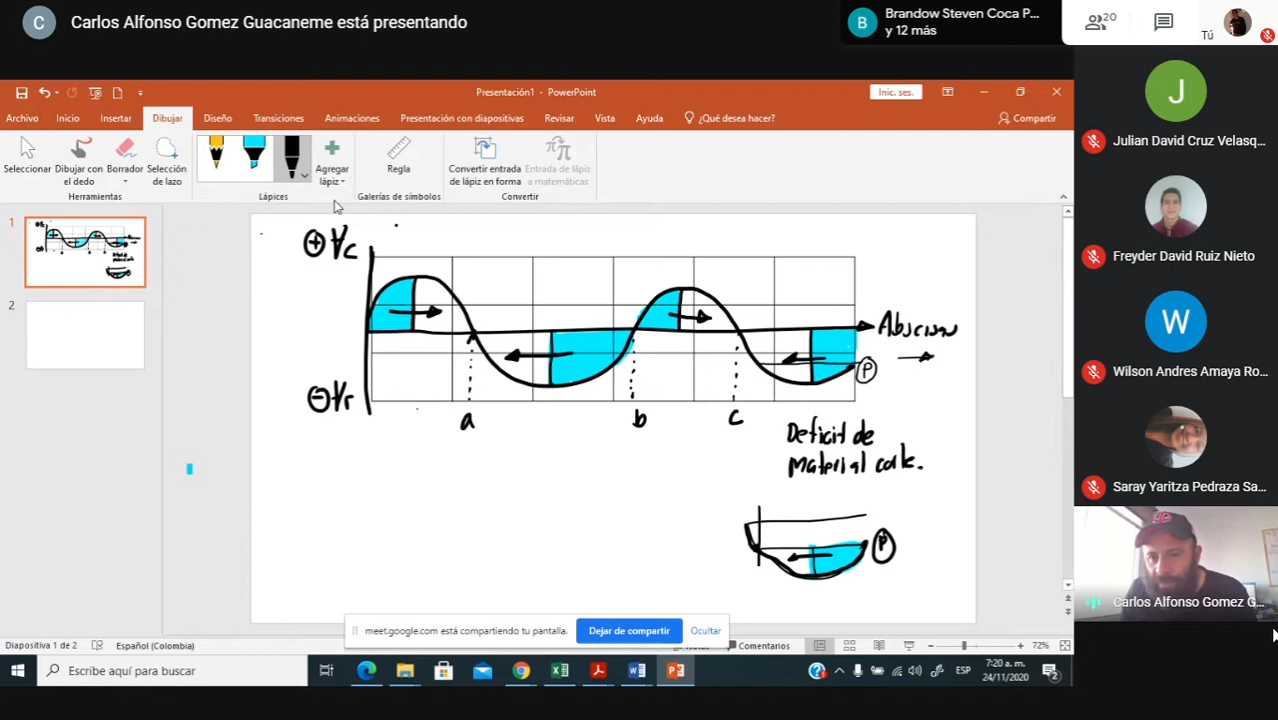 C
Carlos Alfonso Gomez Guacaneme está presentando
B
Brandow Steven Coca P...
y 12 más
20
Tú
Presentación1 - PowerPoint
Inic. ses.
Archivo
Inicio
Insertar
Dibujar
Diseño
Transiciones
Animaciones
Presentación con diapositivas
Revisar
Vista
Ayuda
¿Qué desea hacer?
Compartir
Seleccionar
Dibujar con
el dedo
Borrador
Selección
de lazo
Agregar
lápiz
Regla
Convertir entrada
de lápiz en forma
Entrada de lápiz
a matemáticas
Herramientas
Lápices
Galerías de símbolos
Convertir
1
2
⊕ Vc
⊖ Vr
a
b
c
Abscisas
P
Deficit de
Material
P
J
Julian David Cruz Velasq...
Freyder David Ruiz Nieto
W
Wilson Andres Amaya Ro...
Saray Yaritza Pedraza Sa...
Carlos Alfonso Gomez G...
meet.google.com está compartiendo tu pantalla.
Dejar de compartir
Ocultar
Diapositiva 1 de 2
Español (Colombia)
Notas
Comentarios
72%
Escribe aquí para buscar
ESP
7:20 a. m.
24/11/2020
2